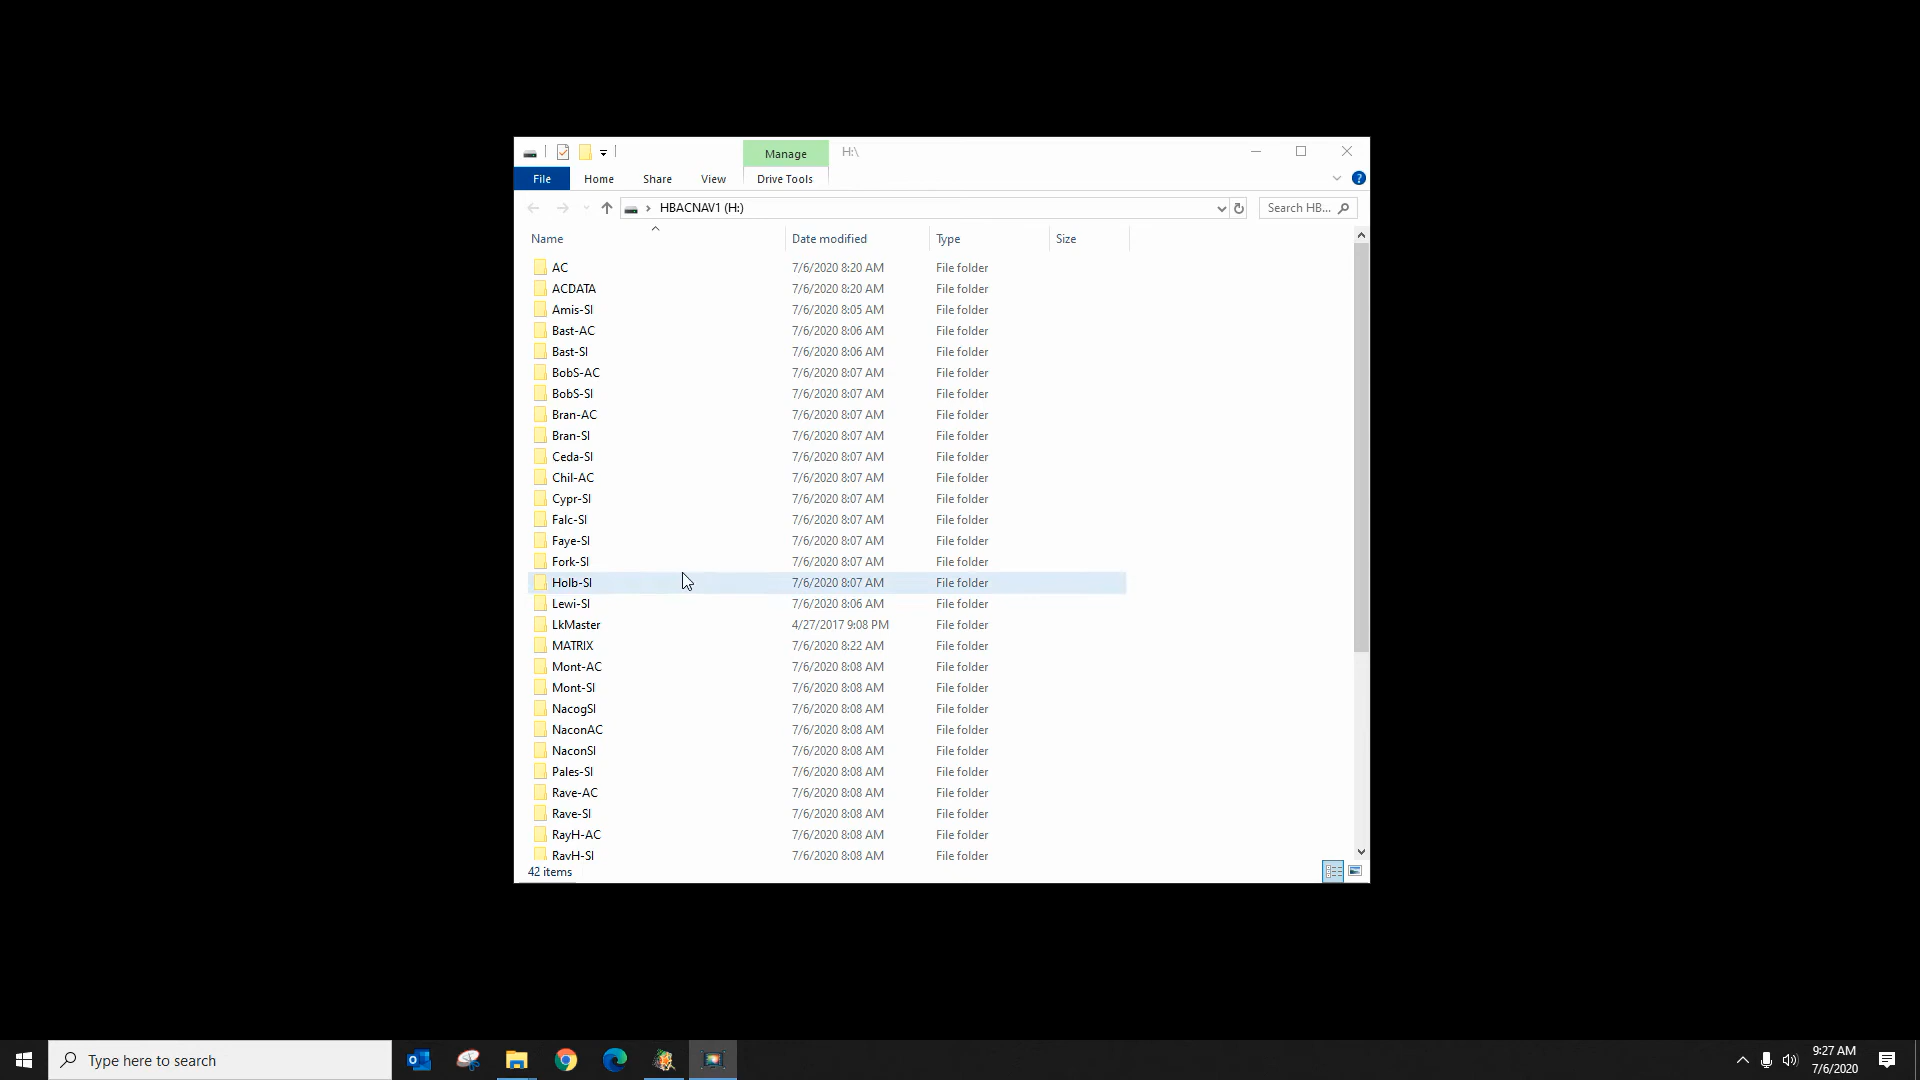 Manage H:\
File Home Share View Drive Tools
HBACNAV1 (H:) Search HB...
Name Date modified Type Size
AC 7/6/2020 8:20 AM File folder
ACDATA 7/6/2020 8:20 AM File folder
Amis-SI 7/6/2020 8:05 AM File folder
Bast-AC 7/6/2020 8:06 AM File folder
Bast-SI 7/6/2020 8:06 AM File folder
BobS-AC 7/6/2020 8:07 AM File folder
BobS-SI 7/6/2020 8:07 AM File folder
Bran-AC 7/6/2020 8:07 AM File folder
Bran-SI 7/6/2020 8:07 AM File folder
Ceda-SI 7/6/2020 8:07 AM File folder
Chil-AC 7/6/2020 8:07 AM File folder
Cypr-SI 7/6/2020 8:07 AM File folder
Falc-SI 7/6/2020 8:07 AM File folder
Faye-SI 7/6/2020 8:07 AM File folder
Fork-SI 7/6/2020 8:07 AM File folder
Holb-SI 7/6/2020 8:07 AM File folder
Lewi-SI 7/6/2020 8:06 AM File folder
LkMaster 4/27/2017 9:08 PM File folder
MATRIX 7/6/2020 8:22 AM File folder
Mont-AC 7/6/2020 8:08 AM File folder
Mont-SI 7/6/2020 8:08 AM File folder
NacogSI 7/6/2020 8:08 AM File folder
NaconAC 7/6/2020 8:08 AM File folder
NaconSI 7/6/2020 8:08 AM File folder
Pales-SI 7/6/2020 8:08 AM File folder
Rave-AC 7/6/2020 8:08 AM File folder
Rave-SI 7/6/2020 8:08 AM File folder
RayH-AC 7/6/2020 8:08 AM File folder
RayH-SI 7/6/2020 8:08 AM File folder
42 items
Type here to search
9:27 AM
7/6/2020